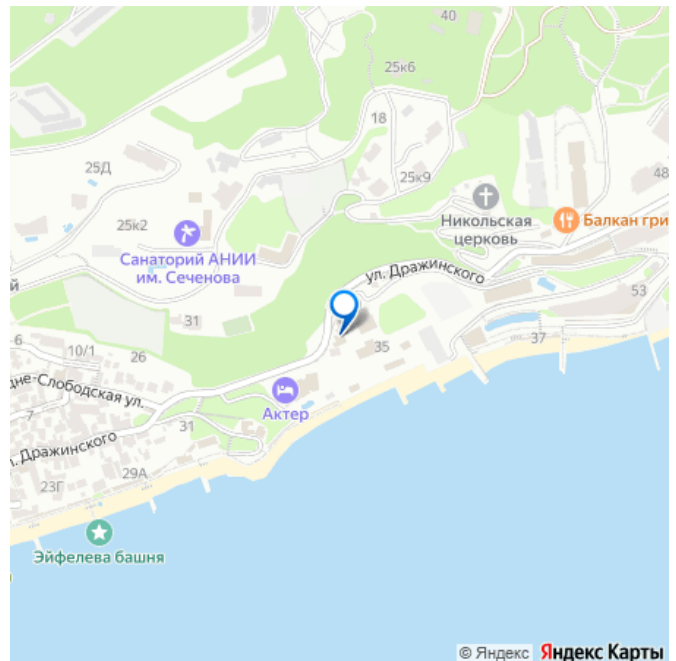 40
25к6
18
25Д
25к9
48
25к2
Никольская
церковь
Балкан гри
Санаторий АНИИ
им. Сеченова
ул. Дражинского
й
53
31
6
10/1
26
35
37
дне-Слободская ул.
7
Актер
31
л. Дражинского
29А
23Г
Эйфелева башня
© Яндекс Яндекс Карты